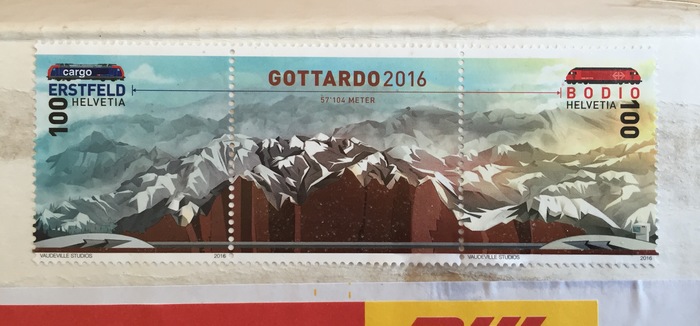 cargo
ERSTFELD
HELVETIA
100
GOTTARDO2016
57'104 METER
BODIO
HELVETIA
100
VAUDEVILLE STUDIOS
2016
© VAUDEVILLE STUDIOS
2016
DHL